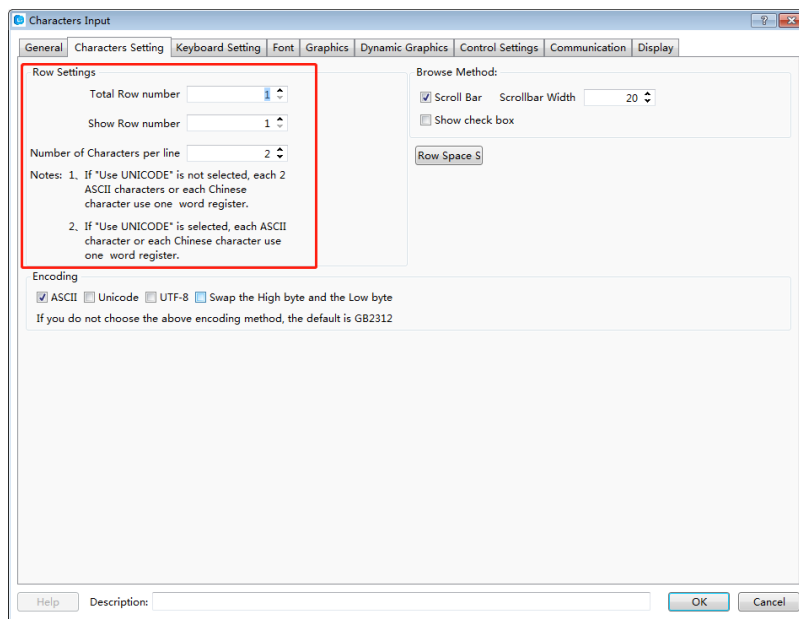 Characters Input
General Characters Setting Keyboard Setting Font Graphics Dynamic Graphics Control Settings Communication Display
Row Settings
Total Row number 1
Show Row number 1
Number of Characters per line 2
Notes: 1、If "Use UNICODE" is not selected, each 2
ASCII characters or each Chinese
character use one word register.
2、If "Use UNICODE" is selected, each ASCII
character or each Chinese character use
one word register.
Browse Method:
Scroll Bar Scrollbar Width 20
Show check box
Row Space S
Encoding
ASCII Unicode UTF-8 Swap the High byte and the Low byte
If you do not choose the above encoding method, the default is GB2312
Help Description: OK Cancel